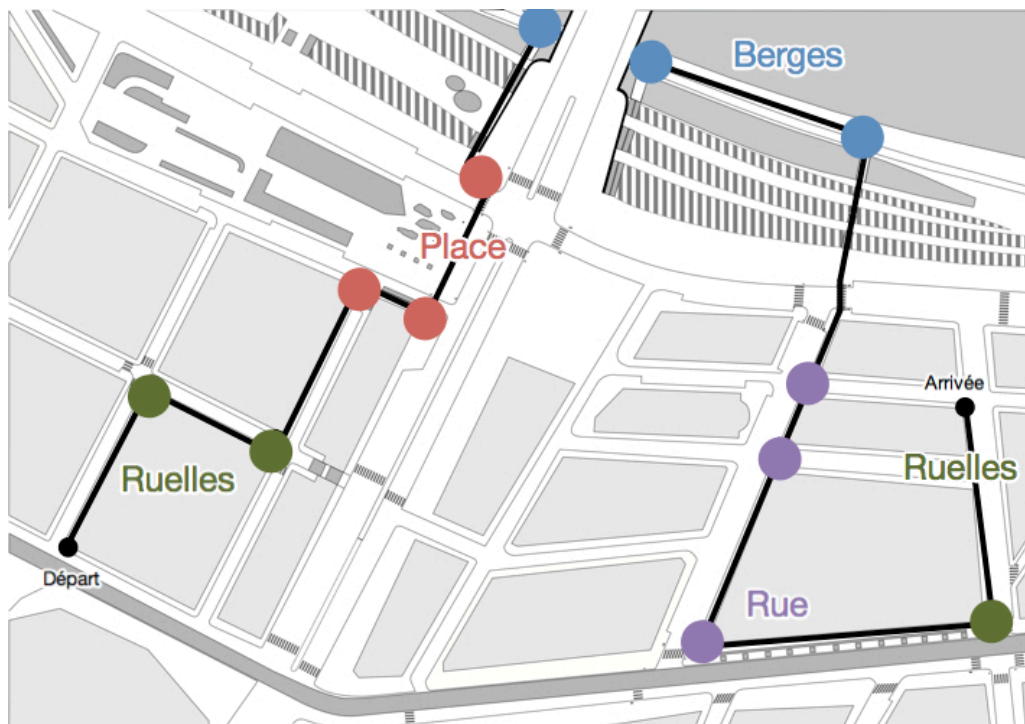 Berges
Place
Arrivée
Ruelles
Ruelles
Départ
Rue